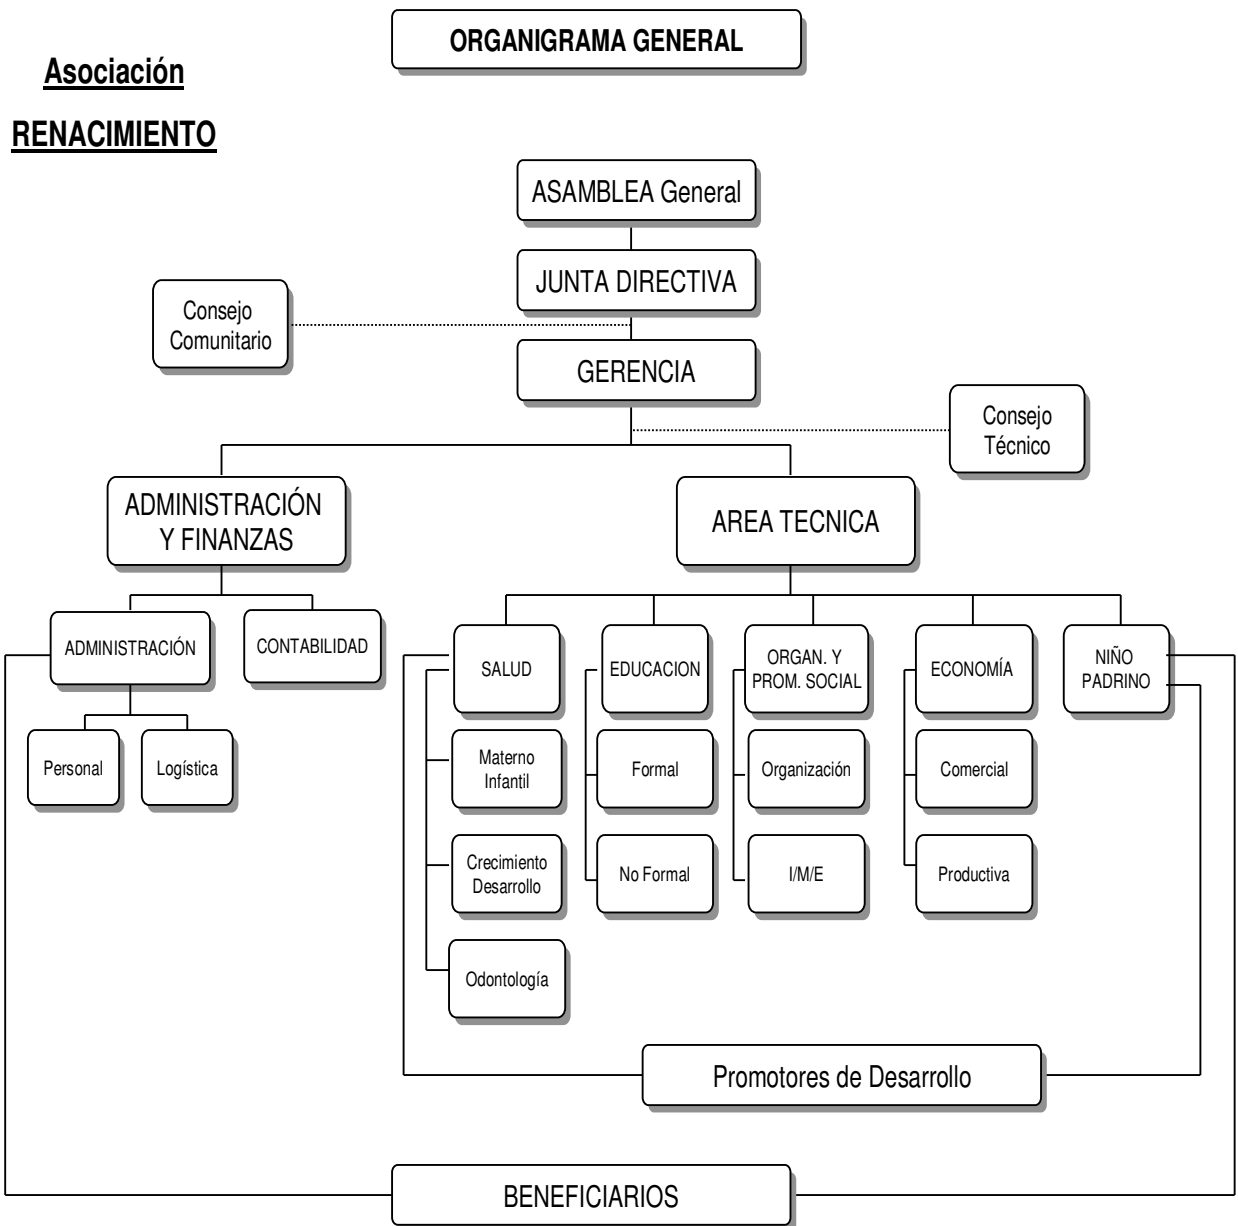 ORGANIGRAMA GENERAL
Asociación
RENACIMIENTO
ASAMBLEA General
JUNTA DIRECTIVA
Consejo
Comunitario
GERENCIA
Consejo
Técnico
ADMINISTRACIÓN
Y FINANZAS
AREA TECNICA
ADMINISTRACIÓN
CONTABILIDAD
SALUD
EDUCACION
ORGAN. Y
PROM. SOCIAL
ECONOMÍA
NIÑO
PADRINO
Personal
Logística
Materno
Infantil
Formal
Organización
Comercial
Crecimiento
Desarrollo
No Formal
I/M/E
Productiva
Odontología
Promotores de Desarrollo
BENEFICIARIOS